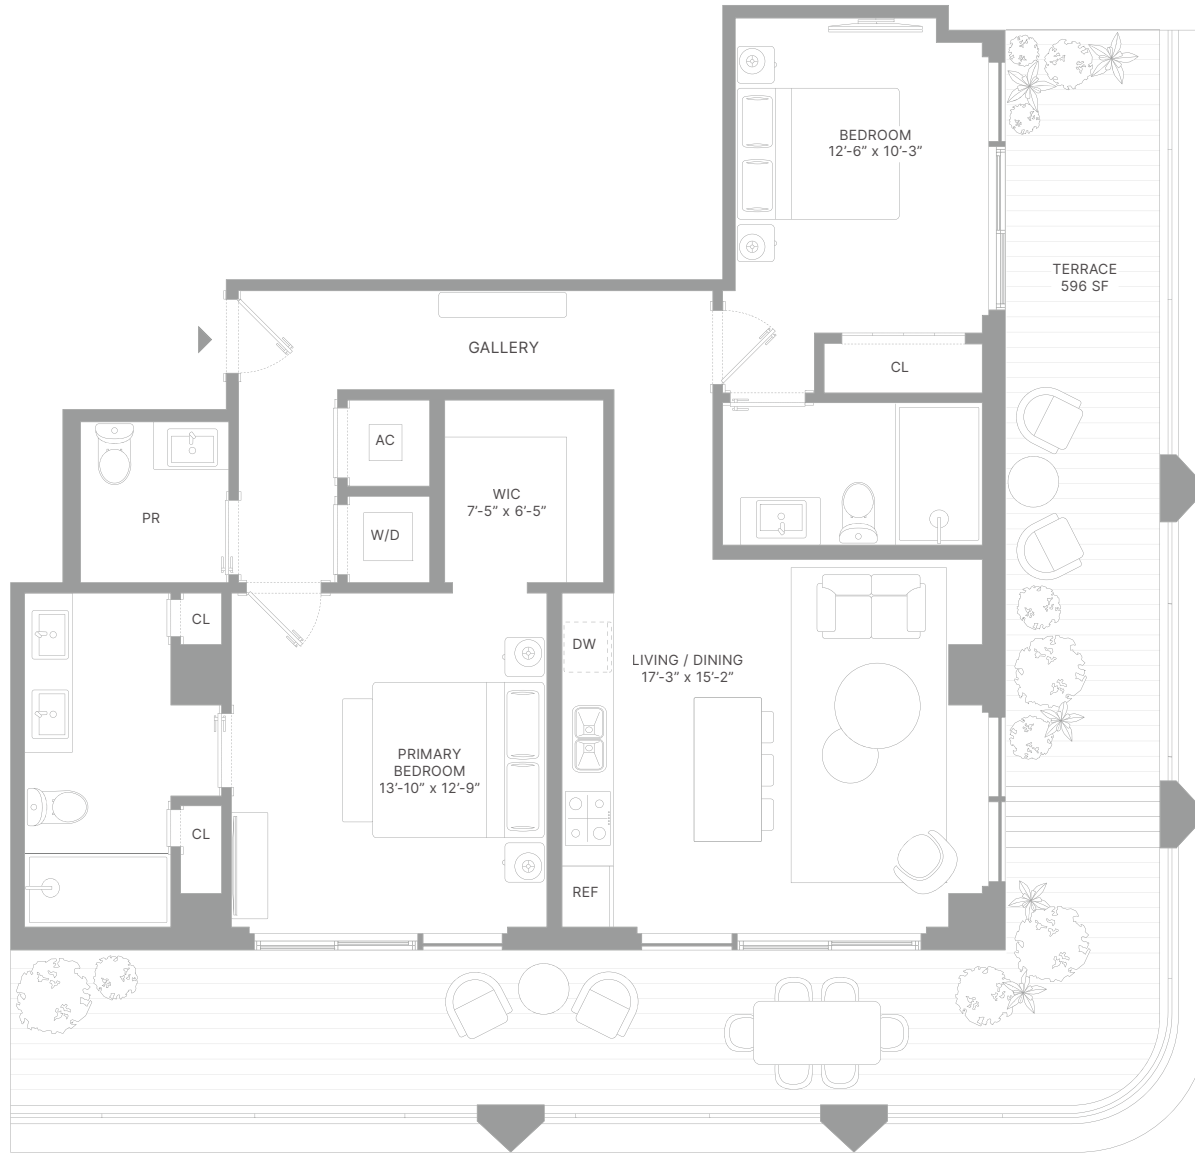 BEDROOM
12’-6” x 10’-3”
TERRACE
596 SF
GALLERY
CL
AC
WIC
7’-5” x 6’-5”
PR
W/D
CL
DW
LIVING / DINING
17’-3” x 15’-2”
PRIMARY
BEDROOM
13’-10” x 12’-9”
CL
REF